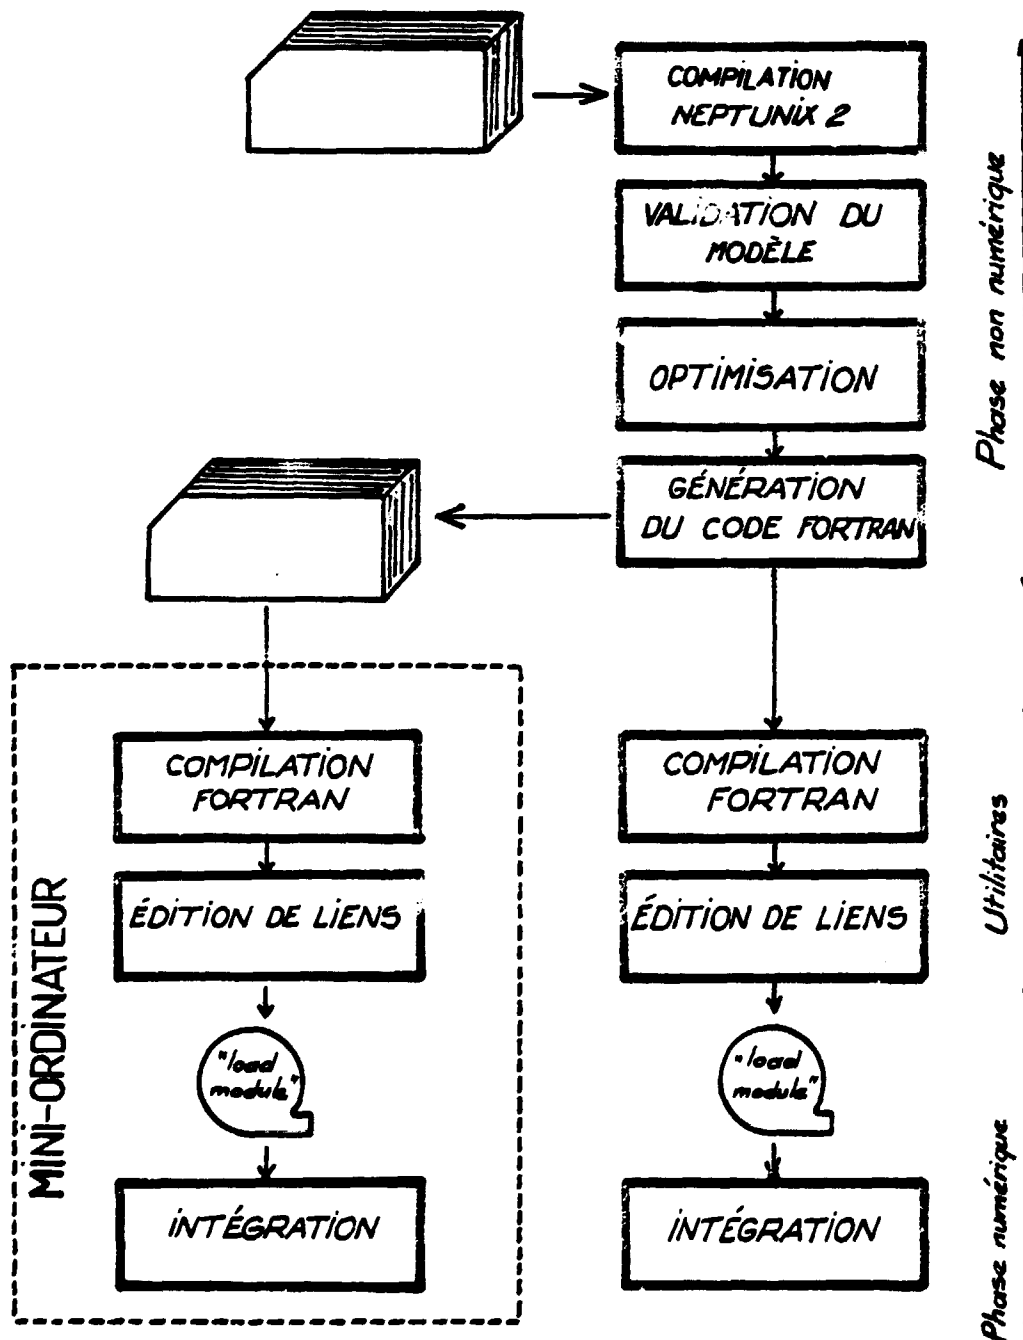 COMPILATION
NEPTUNIX 2
VALIDATION DU
MODÈLE
OPTIMISATION
GÉNÉRATION
DU CODE FORTRAN
Phase non numérique
MINI-ORDINATEUR
COMPILATION
FORTRAN
ÉDITION DE LIENS
"load
module"
INTÉGRATION
COMPILATION
FORTRAN
ÉDITION DE LIENS
"load
module"
INTÉGRATION
Utilitaires
Phase numérique